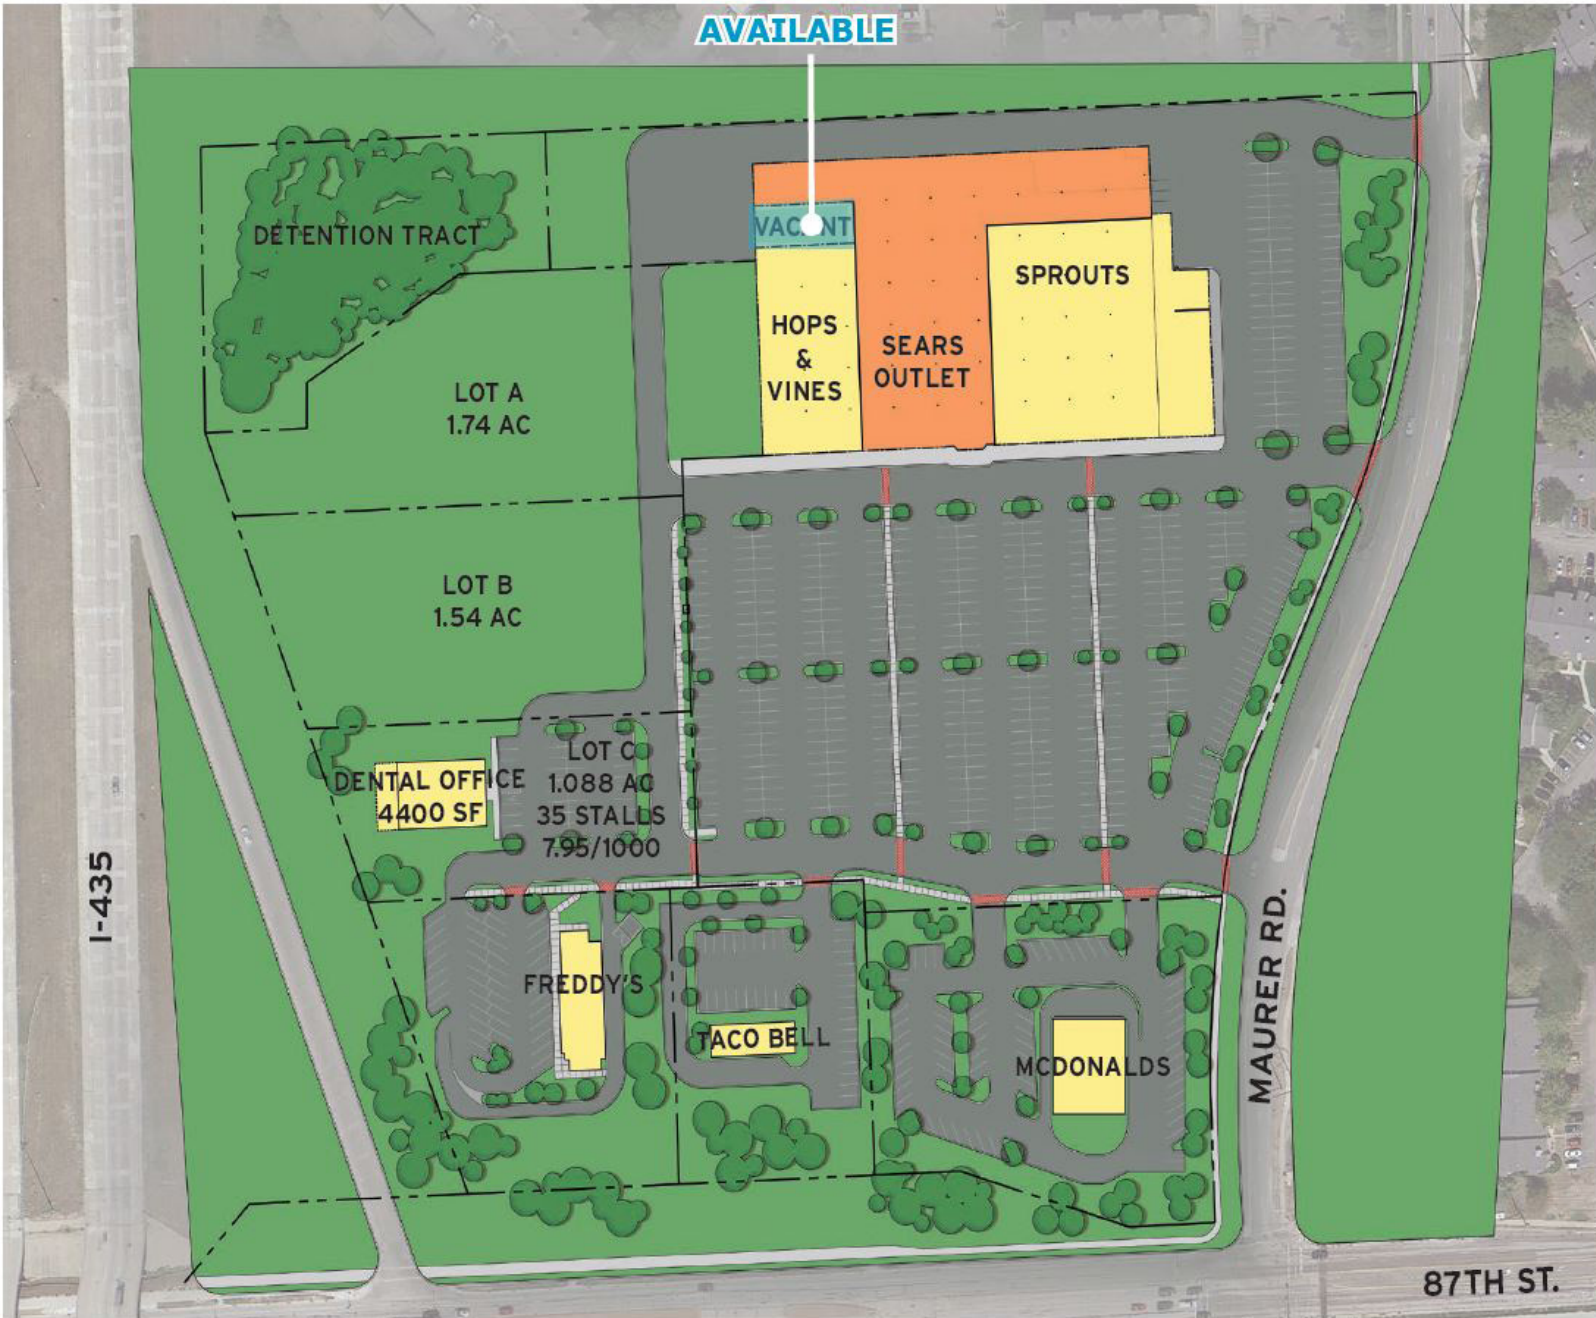 AVAILABLE
DETENTION TRACT
VACANT
SPROUTS
HOPS
&
VINES
SEARS
OUTLET
LOT A
1.74 AC
LOT B
1.54 AC
DENTAL OFFICE
4400 SF
LOT C
1.088 AC
35 STALLS
7.95/1000
I-435
FREDDY'S
TACO BELL
MCDONALDS
MAURER RD.
87TH ST.